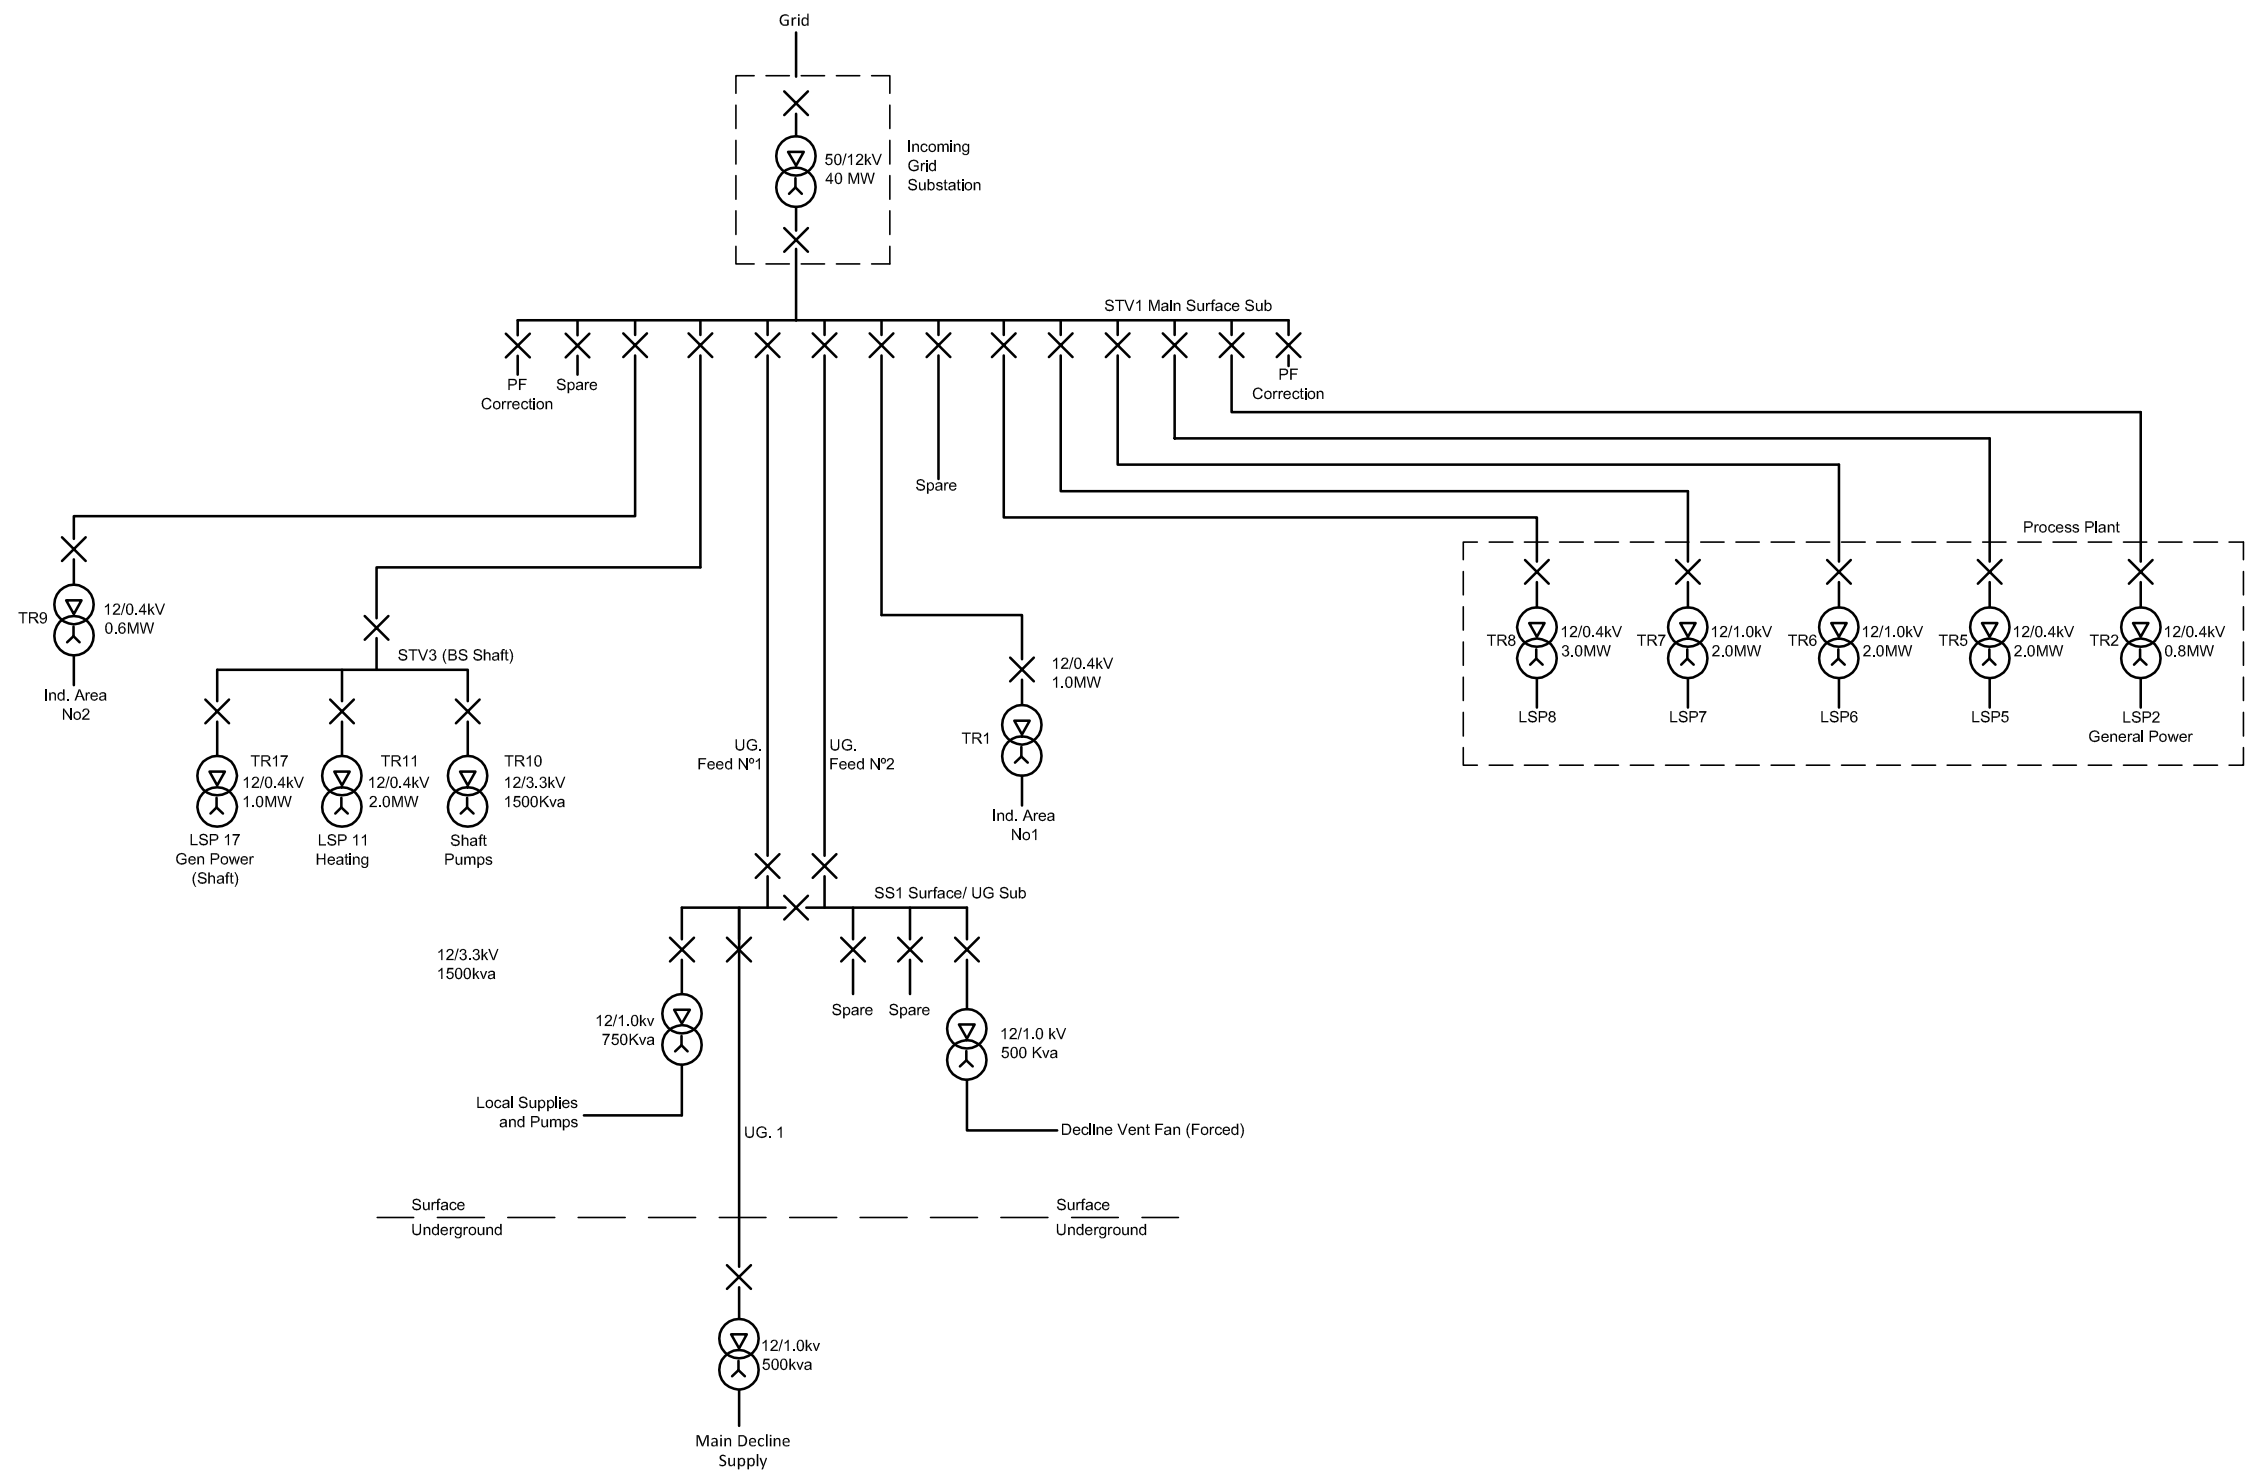 Grid
50/12kV
40 MW
Incoming
Grid
Substation
STV1 Main Surface Sub
PF
Correction
Spare
PF
Correction
Spare
Process Plant
TR9
12/0.4kV
0.6MW
Ind. Area
No2
STV3 (BS Shaft)
TR17
12/0.4kV
1.0MW
LSP 17
Gen Power
(Shaft)
TR11
12/0.4kV
2.0MW
LSP 11
Heating
TR10
12/3.3kV
1500Kva
Shaft
Pumps
UG.
Feed Nº1
UG.
Feed Nº2
12/0.4kV
1.0MW
TR1
Ind. Area
No1
TR8
12/0.4kV
3.0MW
LSP8
TR7
12/1.0kV
2.0MW
LSP7
TR6
12/1.0kV
2.0MW
LSP6
TR5
12/0.4kV
2.0MW
LSP5
TR2
12/0.4kV
0.8MW
LSP2
General Power
SS1 Surface/ UG Sub
12/3.3kV
1500kva
12/1.0kv
750Kva
Local Supplies
and Pumps
UG. 1
Spare
Spare
12/1.0 kV
500 Kva
Decline Vent Fan (Forced)
Surface
Underground
Surface
Underground
12/1.0kv
500kva
Main Decline
Supply